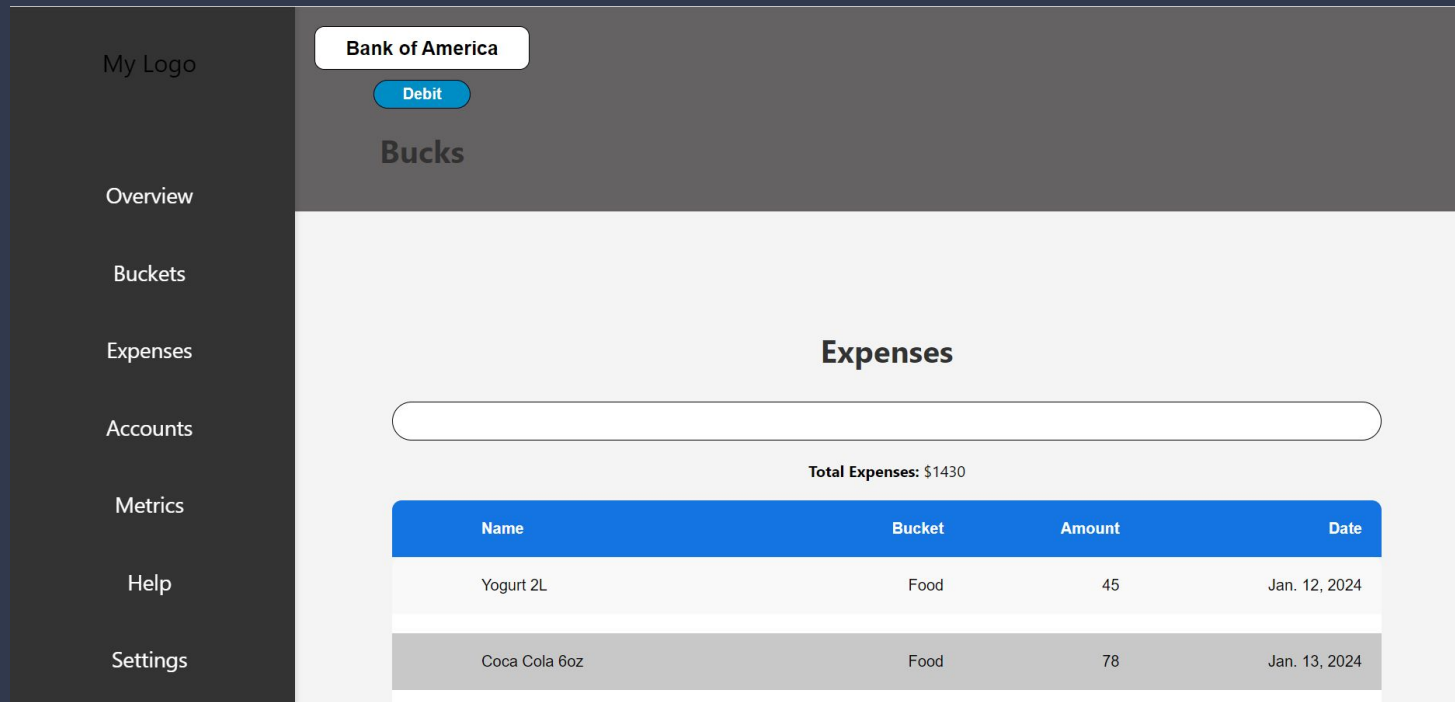 My Logo
Overview
Buckets
Expenses
Accounts
Metrics
Help
Settings
Bank of America
Debit
Bucks
Expenses
Total Expenses: $1430
Name Bucket Amount Date
Yogurt 2L Food 45 Jan. 12, 2024
Coca Cola 6oz Food 78 Jan. 13, 2024